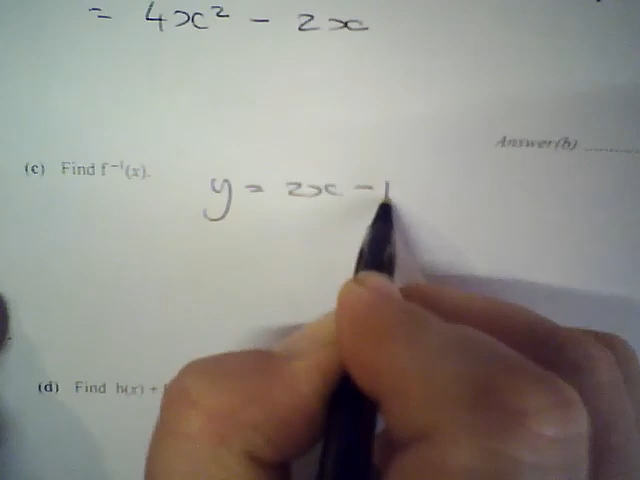 = 4x² - 2x
Answer(b) ..........
(c) Find f⁻¹(x).
y = 2x - 1
(d) Find h(x) +